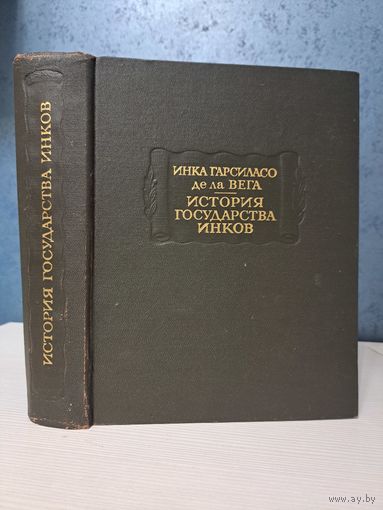 ИСТОРИЯ ГОСУДАРСТВА ИНКОВ
ИНКА ГАРСИЛАСО
де ла ВЕГА
ИСТОРИЯ
ГОСУДАРСТВА
ИНКОВ
www.ay.by